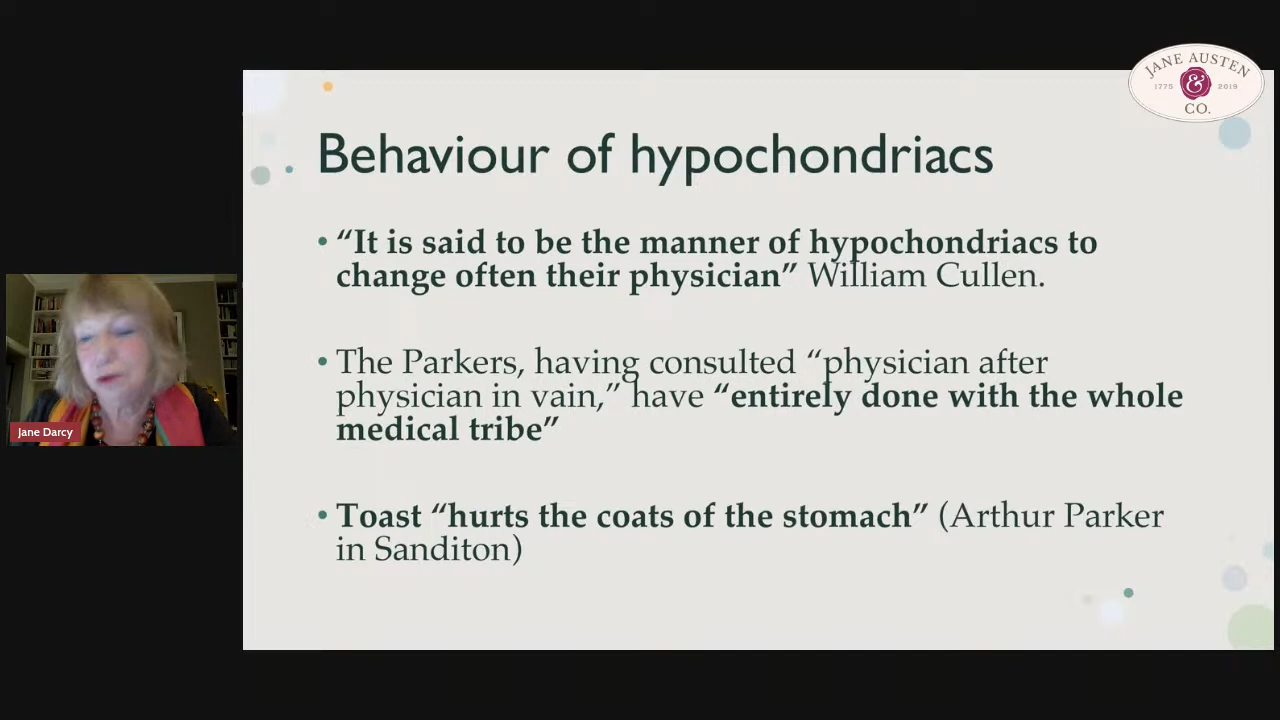 JANE AUSTEN
1775 & 2019
CO.
Behaviour of hypochondriacs
• “It is said to be the manner of hypochondriacs to
change often their physician” William Cullen.
• The Parkers, having consulted “physician after
physician in vain,” have “entirely done with the whole
medical tribe”
• Toast “hurts the coats of the stomach” (Arthur Parker
in Sanditon)
Jane Darcy